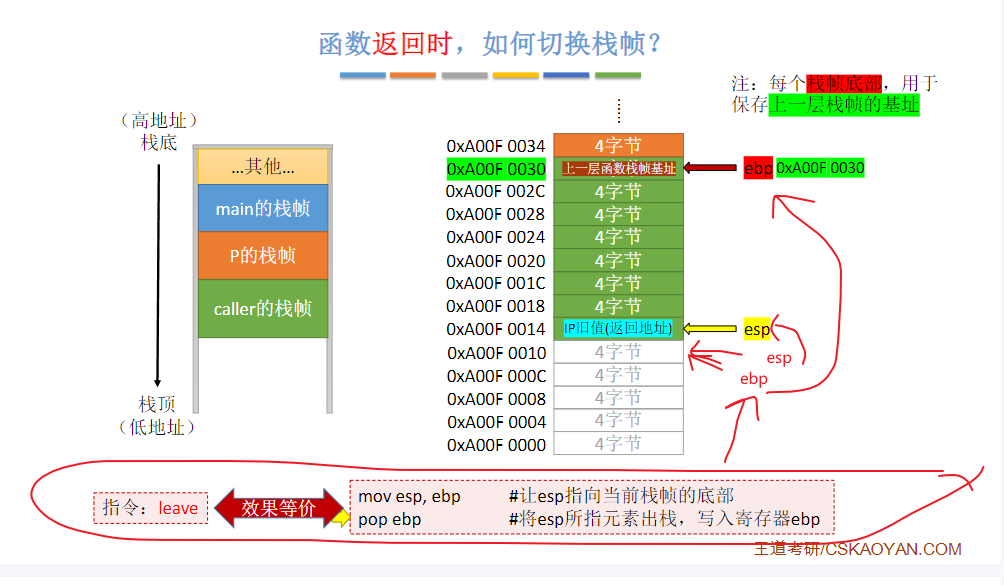 函数返回时，如何切换栈帧？
注：每个栈帧底部，用于
保存上一层栈帧的基址
（高地址）
栈底
…其他…
main的栈帧
P的栈帧
caller的栈帧
栈顶
（低地址）
0xA00F 0034 4字节
0xA00F 0030 上一层函数栈帧基址 ebp 0xA00F 0030
0xA00F 002C 4字节
0xA00F 0028 4字节
0xA00F 0024 4字节
0xA00F 0020 4字节
0xA00F 001C 4字节
0xA00F 0018 4字节
0xA00F 0014 IP旧值(返回地址) esp
0xA00F 0010 4字节 esp
0xA00F 000C 4字节 ebp
0xA00F 0008 4字节
0xA00F 0004 4字节
0xA00F 0000 4字节
指令：leave
效果等价
mov esp, ebp #让esp指向当前栈帧的底部
pop ebp #将esp所指元素出栈，写入寄存器ebp
王道考研/CSKAOYAN.COM